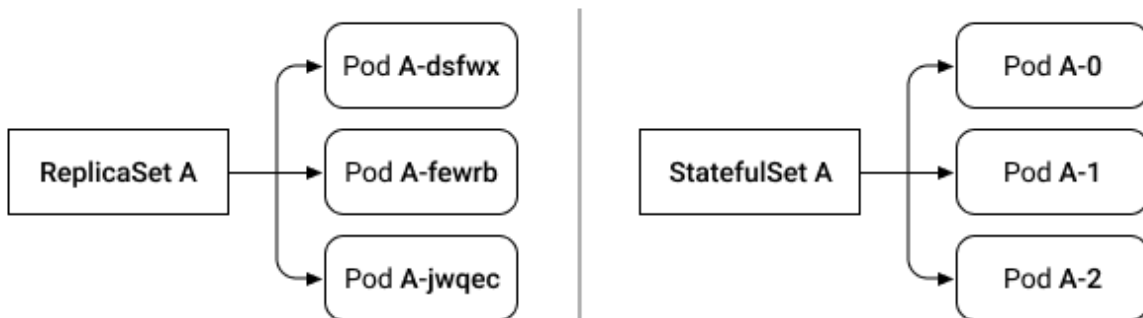 ReplicaSet A
Pod A-dsfwx
Pod A-fewrb
Pod A-jwqec
StatefulSet A
Pod A-0
Pod A-1
Pod A-2